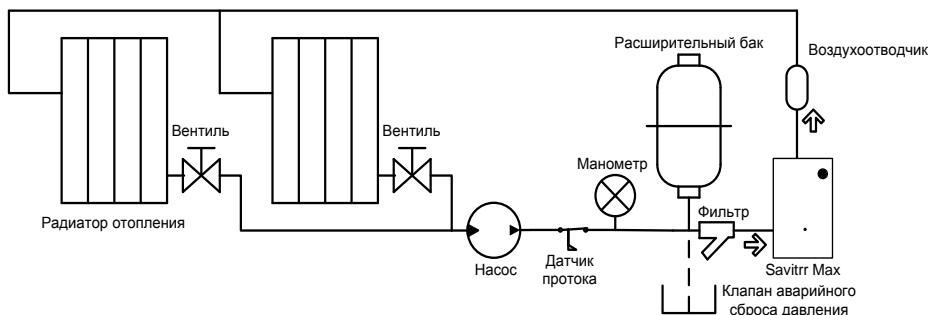 Расширительный бак
Воздухоотводчик
Вентиль
Вентиль
Манометр
Радиатор отопления
Фильтр
Насос
Датчик
протока
Savitrr Max
Клапан аварийного
сброса давления